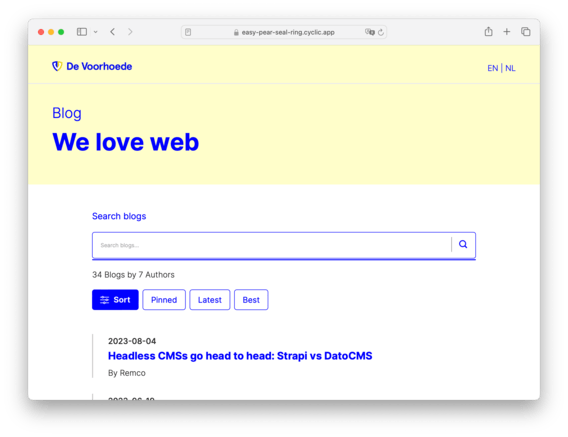 easy-pear-seal-ring.cyclic.app
De Voorhoede
EN | NL
Blog
We love web
Search blogs
Search blogs...
34 Blogs by 7 Authors
Sort Pinned Latest Best
2023-08-04
Headless CMSs go head to head: Strapi vs DatoCMS
By Remco